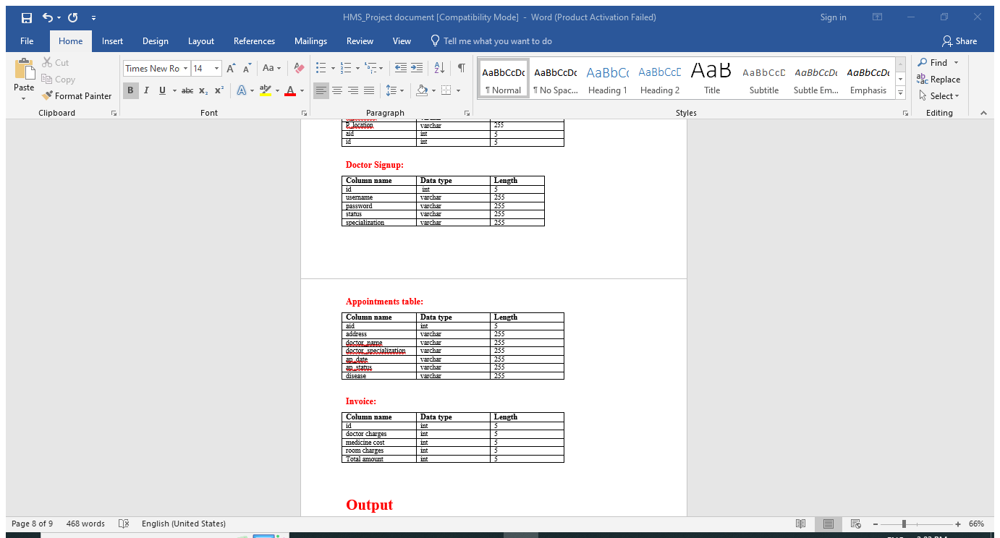 HMS_Project document [Compatibility Mode] - Word (Product Activation Failed)
Sign in
File Home Insert Design Layout References Mailings Review View Tell me what you want to do Share
Paste
Cut
Copy
Format Painter
Clipboard
Times New Ro 14
Font
Paragraph
AaBbCcDc AaBbCcDc AaBbC AaBbCcE AaB AaBbCcD AaBbCcDc AaBbCcDc
¶ Normal ¶ No Spac... Heading 1 Heading 2 Title Subtitle Subtle Em... Emphasis
Styles
Find
Replace
Select
Editing
P_location varchar 255
aid int 5
id int 5
Doctor Signup:
Column name Data type Length
id int 5
username varchar 255
password varchar 255
status varchar 255
specialization varchar 255
Appointments table:
Column name Data type Length
aid int 5
address varchar 255
doctor_name varchar 255
doctor_specialization varchar 255
ap_date varchar 255
ap_status varchar 255
disease varchar 255
Invoice:
Column name Data type Length
id int 5
doctor charges int 5
medicine cost int 5
room charges int 5
Total amount int 5
Output
Page 8 of 9 468 words English (United States) 66%